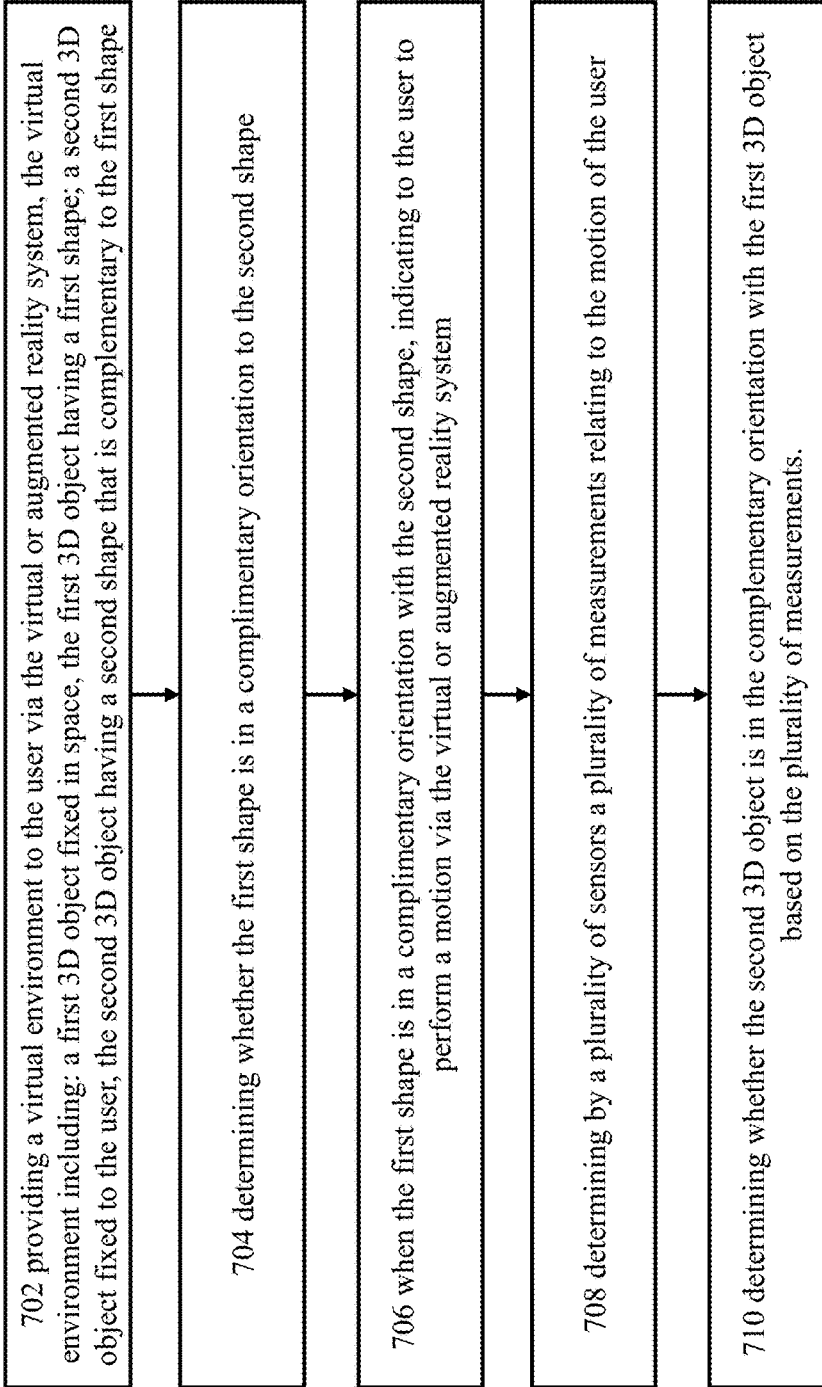 702 providing a virtual environment to the user via the virtual or augmented reality system, the virtual
environment including: a first 3D object fixed in space, the first 3D object having a first shape; a second 3D
object fixed to the user, the second 3D object having a second shape that is complementary to the first shape
704 determining whether the first shape is in a complimentary orientation to the second shape
706 when the first shape is in a complimentary orientation with the second shape, indicating to the user to
perform a motion via the virtual or augmented reality system
708 determining by a plurality of sensors a plurality of measurements relating to the motion of the user
710 determining whether the second 3D object is in the complementary orientation with the first 3D object
based on the plurality of measurements.